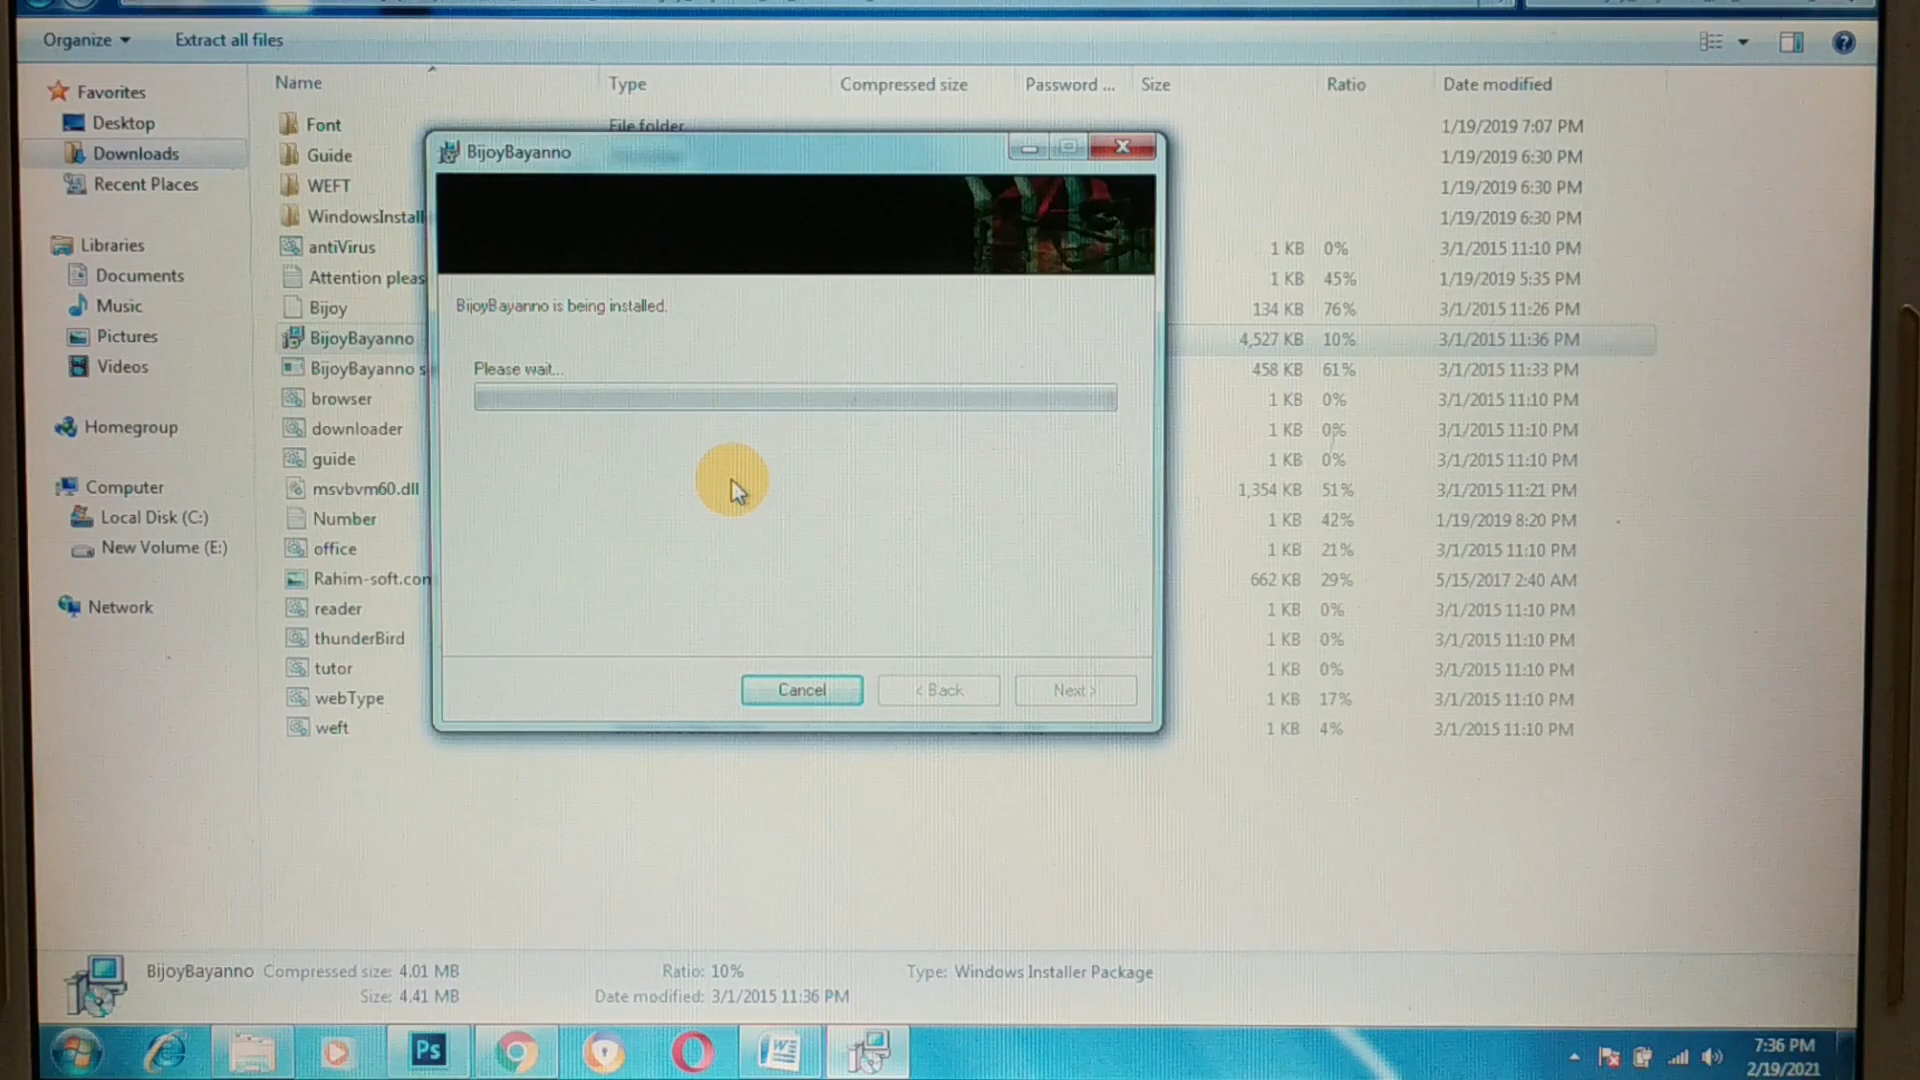 Organize
Extract all files
Name
Type
Compressed size
Password ...
Size
Ratio
Date modified
Favorites
Desktop
Downloads
Recent Places
Libraries
Documents
Music
Pictures
Videos
Homegroup
Computer
Local Disk (C:)
New Volume (E:)
Network
Font File folder 1/19/2019 7:07 PM
Guide 1/19/2019 6:30 PM
WEFT 1/19/2019 6:30 PM
WindowsInstall 1/19/2019 6:30 PM
antiVirus 1 KB 0% 3/1/2015 11:10 PM
Attention pleas 1 KB 45% 1/19/2019 5:35 PM
Bijoy 134 KB 76% 3/1/2015 11:26 PM
BijoyBayanno 4,527 KB 10% 3/1/2015 11:36 PM
BijoyBayanno s 458 KB 61% 3/1/2015 11:33 PM
browser 1 KB 0% 3/1/2015 11:10 PM
downloader 1 KB 0% 3/1/2015 11:10 PM
guide 1 KB 0% 3/1/2015 11:10 PM
msvbvm60.dll 1,354 KB 51% 3/1/2015 11:21 PM
Number 1 KB 42% 1/19/2019 8:20 PM
office 1 KB 21% 3/1/2015 11:10 PM
Rahim-soft.con 662 KB 29% 5/15/2017 2:40 AM
reader 1 KB 0% 3/1/2015 11:10 PM
thunderBird 1 KB 0% 3/1/2015 11:10 PM
tutor 1 KB 0% 3/1/2015 11:10 PM
webType 1 KB 17% 3/1/2015 11:10 PM
weft 1 KB 4% 3/1/2015 11:10 PM
BijoyBayanno
BijoyBayanno is being installed.
Please wait...
Cancel
< Back
Next >
BijoyBayanno Compressed size: 4.01 MB Ratio: 10% Type: Windows Installer Package
Size: 4.41 MB Date modified: 3/1/2015 11:36 PM
Ps
W
7:36 PM
2/19/2021